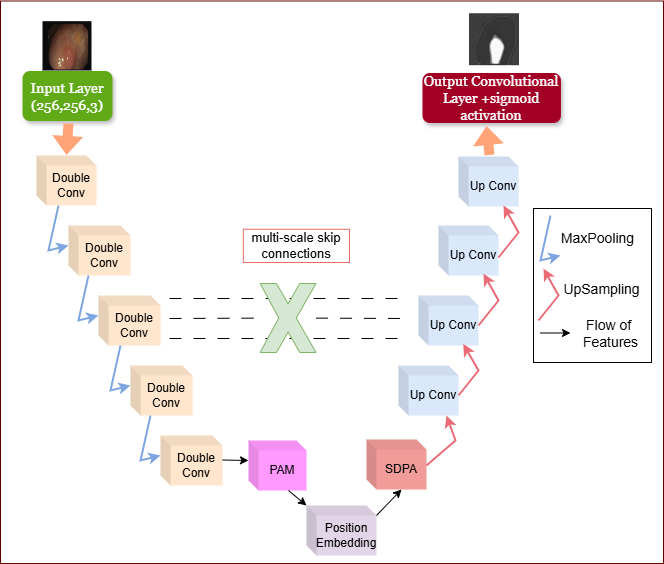 Input Layer
(256,256,3)
Output Convolutional
Layer +sigmoid
activation
Double
Conv
Double
Conv
Double
Conv
Double
Conv
Double
Conv
multi-scale skip
connections
PAM
Position
Embedding
SDPA
Up Conv
Up Conv
Up Conv
Up Conv
MaxPooling
UpSampling
Flow of
Features